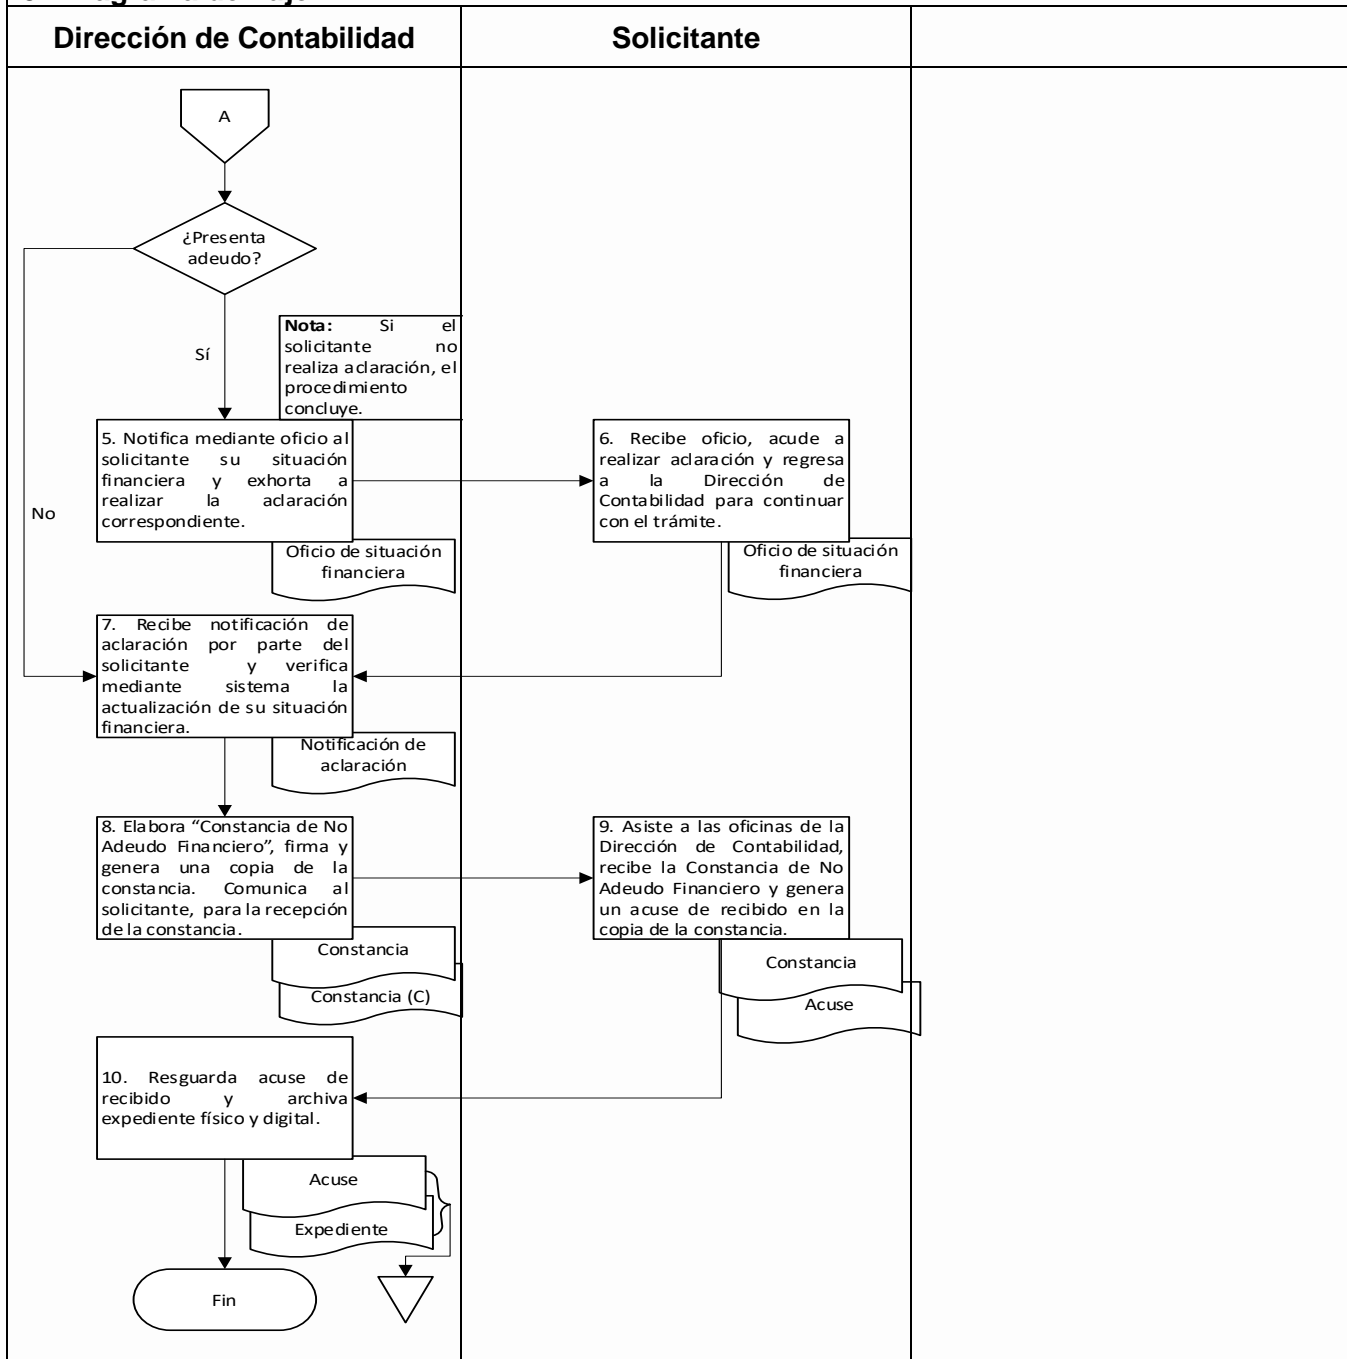 Dirección de Contabilidad
Solicitante
A
¿Presenta
adeudo?
Nota: Si el
solicitante no
realiza aclaración, el
procedimiento
concluye.
Sí
No
5. Notifica mediante oficio al
solicitante su situación
financiera y exhorta a
realizar la aclaración
correspondiente.
Oficio de situación
financiera
6. Recibe oficio, acude a
realizar aclaración y regresa
a la Dirección de
Contabilidad para continuar
con el trámite.
Oficio de situación
financiera
7. Recibe notificación de
aclaración por parte del
solicitante y verifica
mediante sistema la
actualización de su situación
financiera.
Notificación de
aclaración
8. Elabora “Constancia de No
Adeudo Financiero”, firma y
genera una copia de la
constancia. Comunica al
solicitante, para la recepción
de la constancia.
Constancia
Constancia (C)
9. Asiste a las oficinas de la
Dirección de Contabilidad,
recibe la Constancia de No
Adeudo Financiero y genera
un acuse de recibido en la
copia de la constancia.
Constancia
Acuse
10. Resguarda acuse de
recibido y archiva
expediente físico y digital.
Acuse
Expediente
Fin